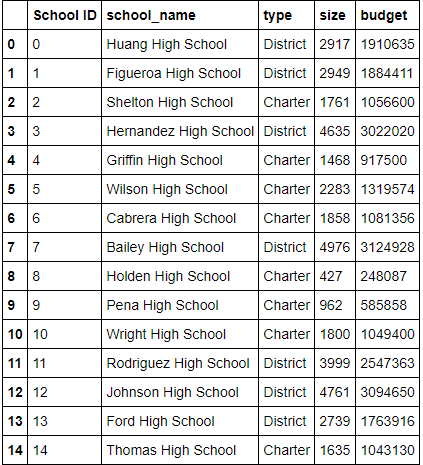 School ID school_name type size budget
0 0 Huang High School District 2917 1910635
1 1 Figueroa High School District 2949 1884411
2 2 Shelton High School Charter 1761 1056600
3 3 Hernandez High School District 4635 3022020
4 4 Griffin High School Charter 1468 917500
5 5 Wilson High School Charter 2283 1319574
6 6 Cabrera High School Charter 1858 1081356
7 7 Bailey High School District 4976 3124928
8 8 Holden High School Charter 427 248087
9 9 Pena High School Charter 962 585858
10 10 Wright High School Charter 1800 1049400
11 11 Rodriguez High School District 3999 2547363
12 12 Johnson High School District 4761 3094650
13 13 Ford High School District 2739 1763916
14 14 Thomas High School Charter 1635 1043130